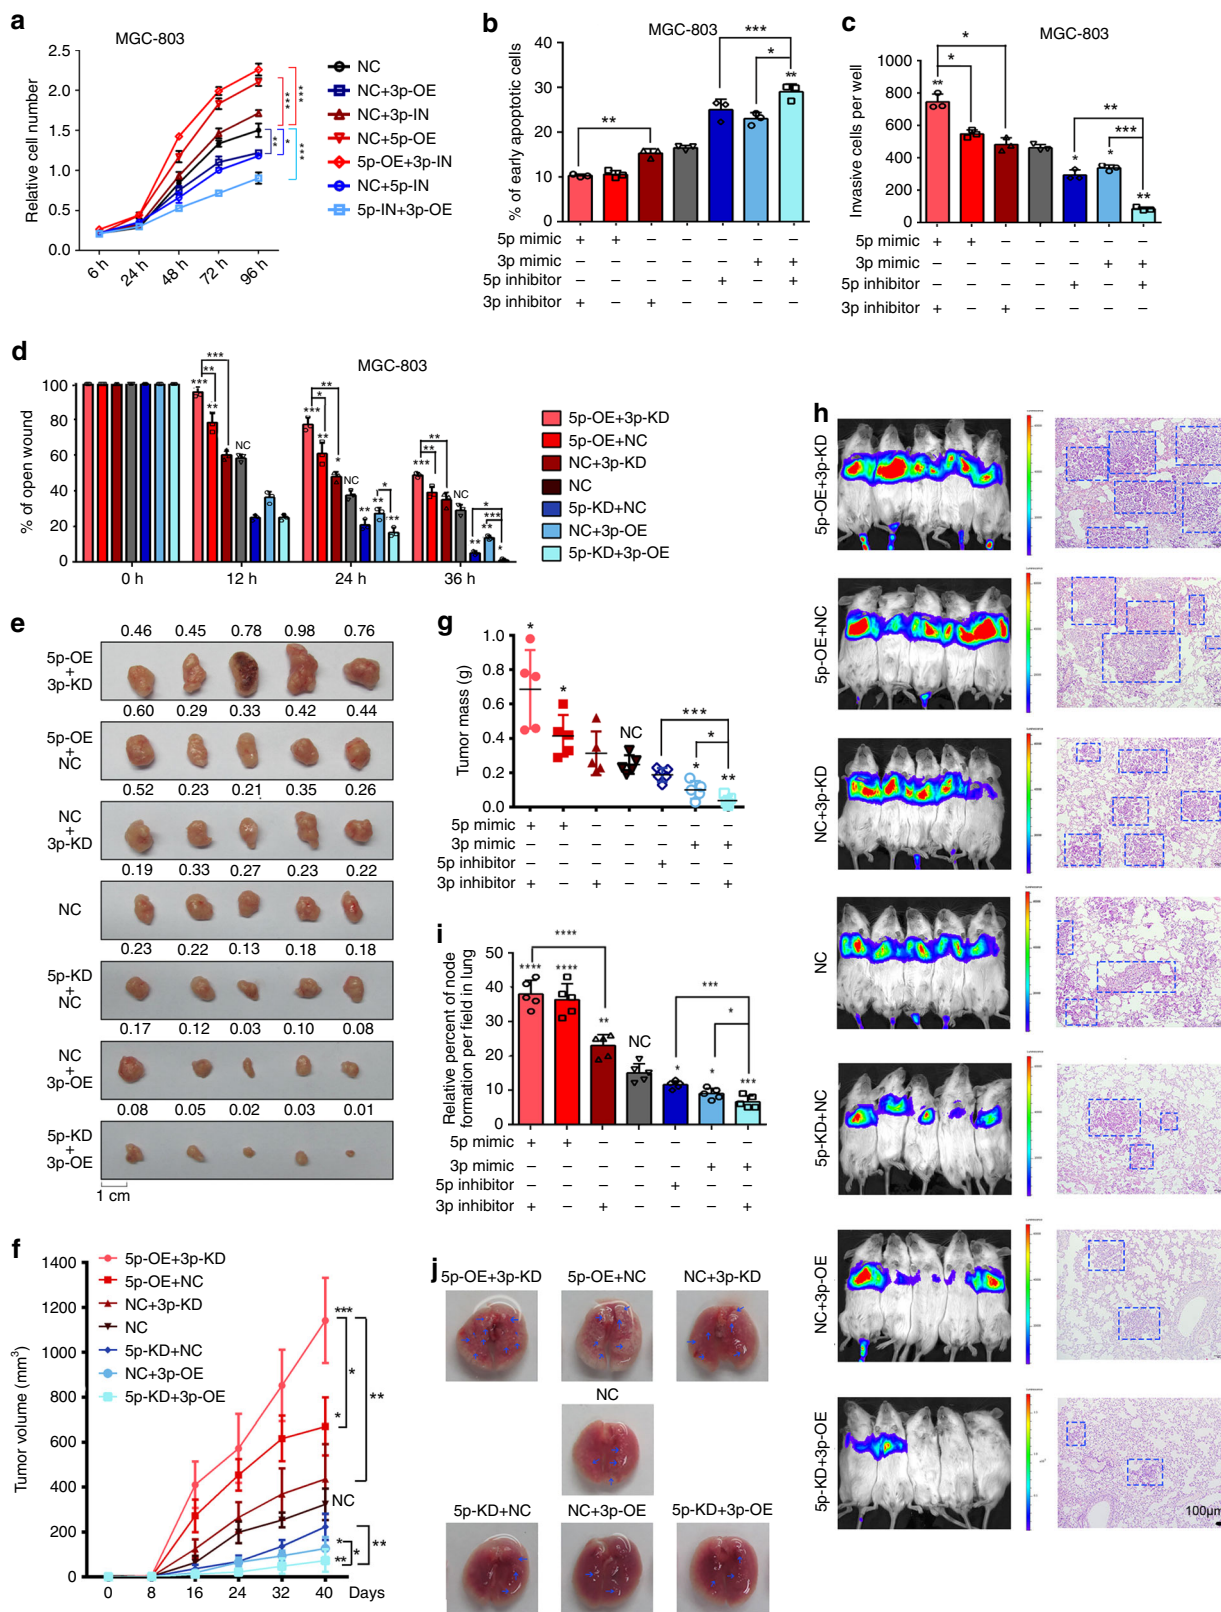 a
MGC-803
Relative cell number
2.5
2.0
1.5
1.0
0.5
0.0
6 h
24 h
48 h
72 h
96 h
***
***
**
*
***
NC
NC+3p-OE
NC+3p-IN
NC+5p-OE
5p-OE+3p-IN
NC+5p-IN
5p-IN+3p-OE
b
MGC-803
% of early apoptotic cells
40
30
20
10
0
**
***
*
**
5p mimic + + – – – – –
3p mimic – – – – – + +
5p inhibitor – – – – + – +
3p inhibitor + – + – – – –
c
MGC-803
Invasive cells per well
1000
800
600
400
200
0
*
*
**
**
***
*
*
**
5p mimic + + – – – – –
3p mimic – – – – – + +
5p inhibitor – – – – + – +
3p inhibitor + – + – – – –
d
MGC-803
% of open wound
100
80
60
40
20
0
***
**
***
**
NC
**
*
***
**
*
NC
**
**
*
**
**
**
***
NC
*
***
**
**
*
0 h
12 h
24 h
36 h
5p-OE+3p-KD
5p-OE+NC
NC+3p-KD
NC
5p-KD+NC
NC+3p-OE
5p-KD+3p-OE
e
0.46 0.45 0.78 0.98 0.76
5p-OE
+
3p-KD
0.60 0.29 0.33 0.42 0.44
5p-OE
+
NC
0.52 0.23 0.21 0.35 0.26
NC
+
3p-KD
0.19 0.33 0.27 0.23 0.22
NC
0.23 0.22 0.13 0.18 0.18
5p-KD
+
NC
0.17 0.12 0.03 0.10 0.08
NC
+
3p-OE
0.08 0.05 0.02 0.03 0.01
5p-KD
+
3p-OE
1 cm
f
5p-OE+3p-KD
5p-OE+NC
NC+3p-KD
NC
5p-KD+NC
NC+3p-OE
5p-KD+3p-OE
Tumor volume (mm³)
1400
1200
1000
800
600
400
200
0
0 8 16 24 32 40 Days
***
*
**
*
NC
*
**
*
**
g
Tumor mass (g)
1.0
0.8
0.6
0.4
0.2
0.0
*
*
NC
***
*
*
**
5p mimic + + – – – – –
3p mimic – – – – – + +
5p inhibitor – – – – + – –
3p inhibitor + – + – – – +
i
Relative percent of node
formation per field in lung
50
40
30
20
10
0
****
****
****
**
NC
***
*
*
*
***
5p mimic + + – – – – –
3p mimic – – – – – + +
5p inhibitor – – – – + – –
3p inhibitor + – + – – – +
j
5p-OE+3p-KD
5p-OE+NC
NC+3p-KD
NC
5p-KD+NC
NC+3p-OE
5p-KD+3p-OE
h
5p-OE+3p-KD
5p-OE+NC
NC+3p-KD
NC
5p-KD+NC
NC+3p-OE
5p-KD+3p-OE
100μm